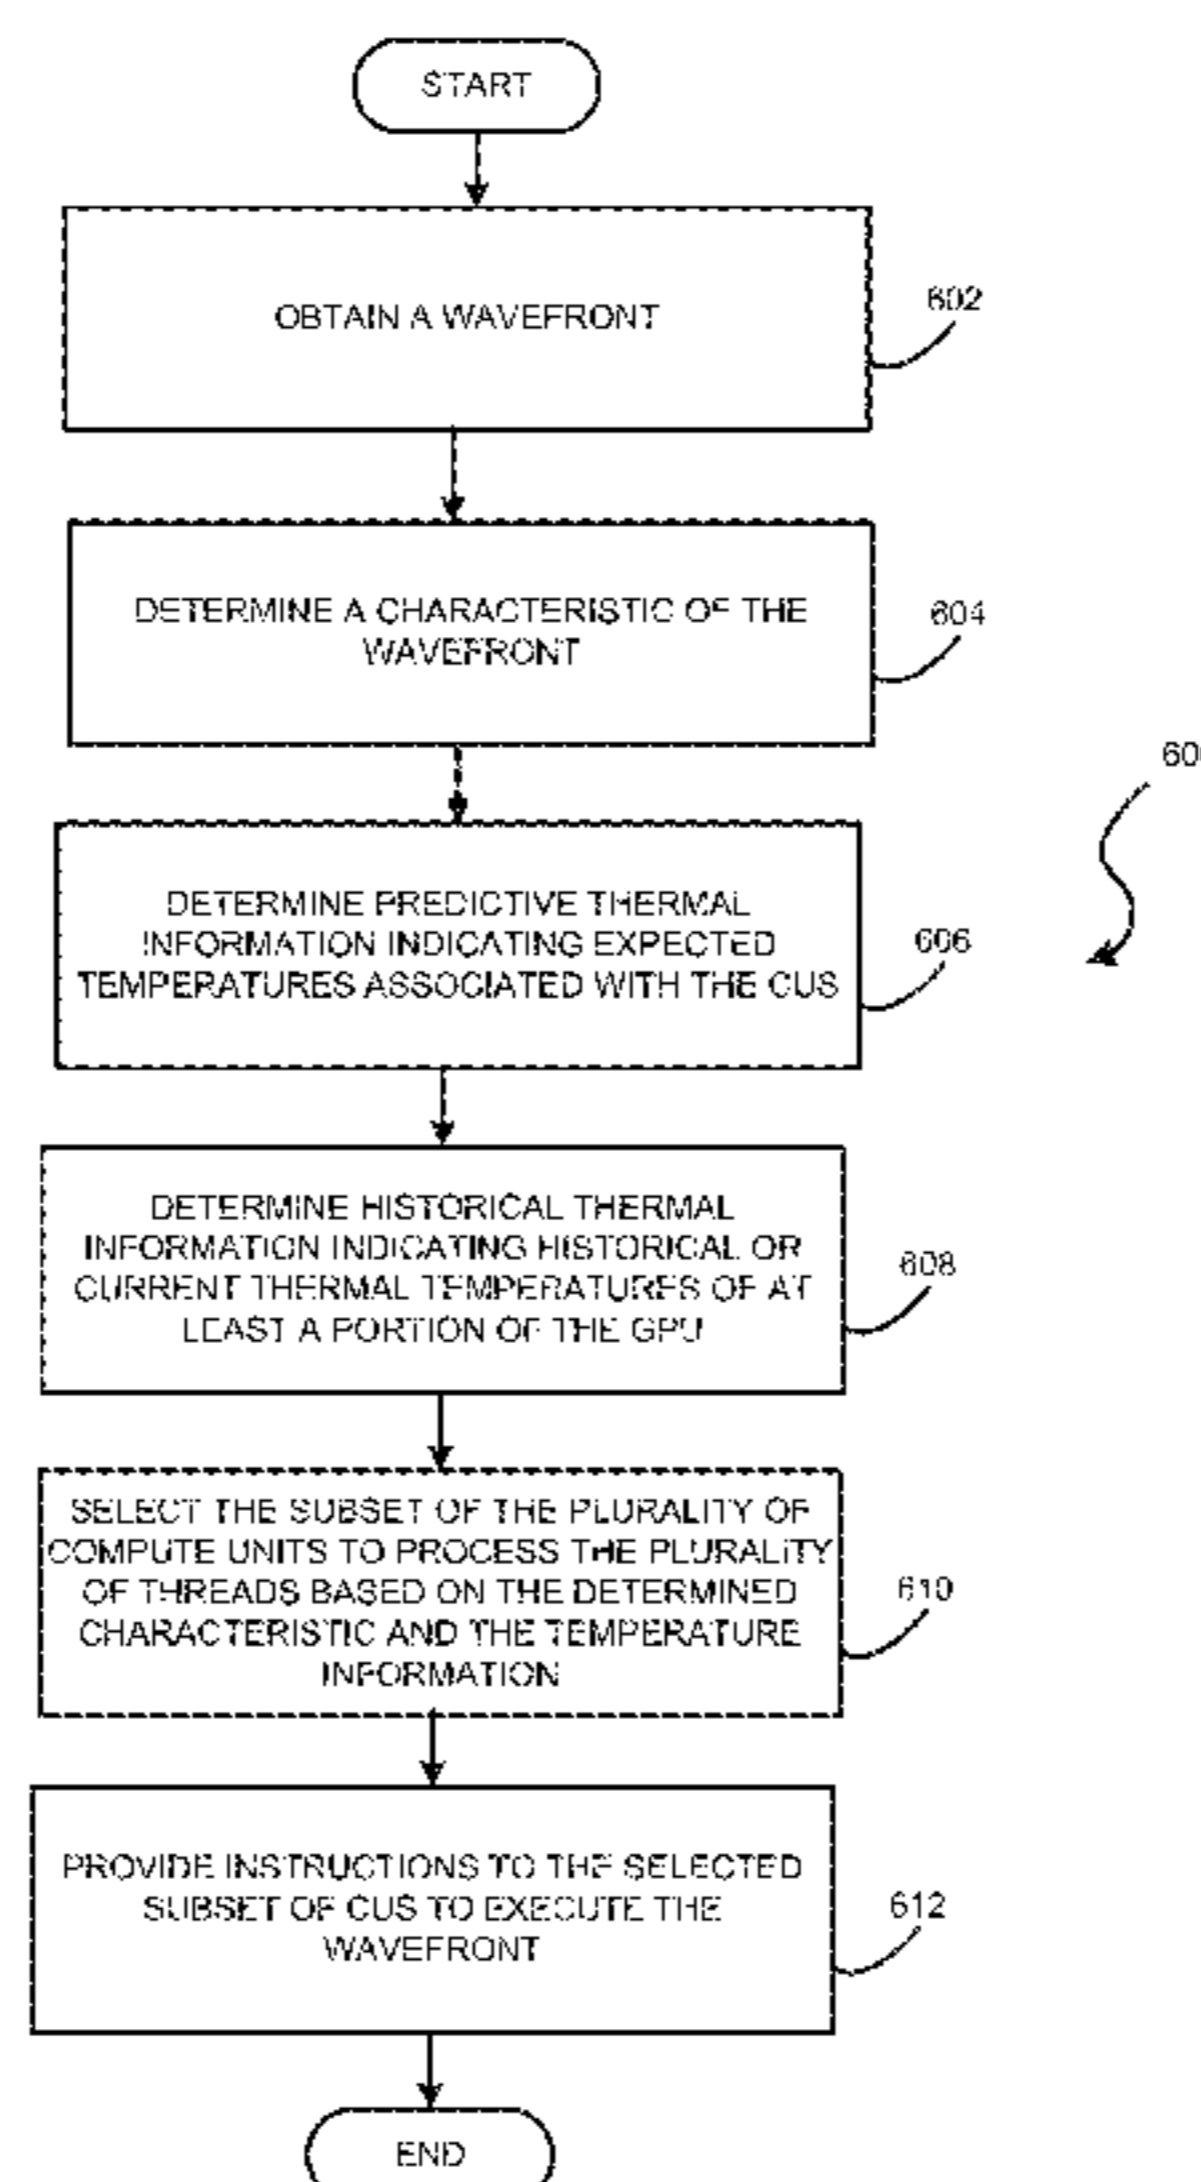 START
OBTAIN A WAVEFRONT
602
DETERMINE A CHARACTERISTIC OF THE
WAVEFRONT
604
DETERMINE PREDICTIVE THERMAL
INFORMATION INDICATING EXPECTED
TEMPERATURES ASSOCIATED WITH THE CUS
606
DETERMINE HISTORICAL THERMAL
INFORMATION INDICATING HISTORICAL OR
CURRENT THERMAL TEMPERATURES OF AT
LEAST A PORTION OF THE GPU
608
SELECT THE SUBSET OF THE PLURALITY OF
COMPUTE UNITS TO PROCESS THE PLURALITY
OF THREADS BASED ON THE DETERMINED
CHARACTERISTIC AND THE TEMPERATURE
INFORMATION
610
PROVIDE INSTRUCTIONS TO THE SELECTED
SUBSET OF CUS TO EXECUTE THE
WAVEFRONT
612
END